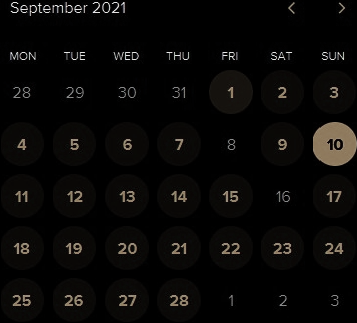 September 2021 < >
MON TUE WED THU FRI SAT SUN
28 29 30 31 1 2 3
4 5 6 7 8 9 10
11 12 13 14 15 16 17
18 19 20 21 22 23 24
25 26 27 28 1 2 3